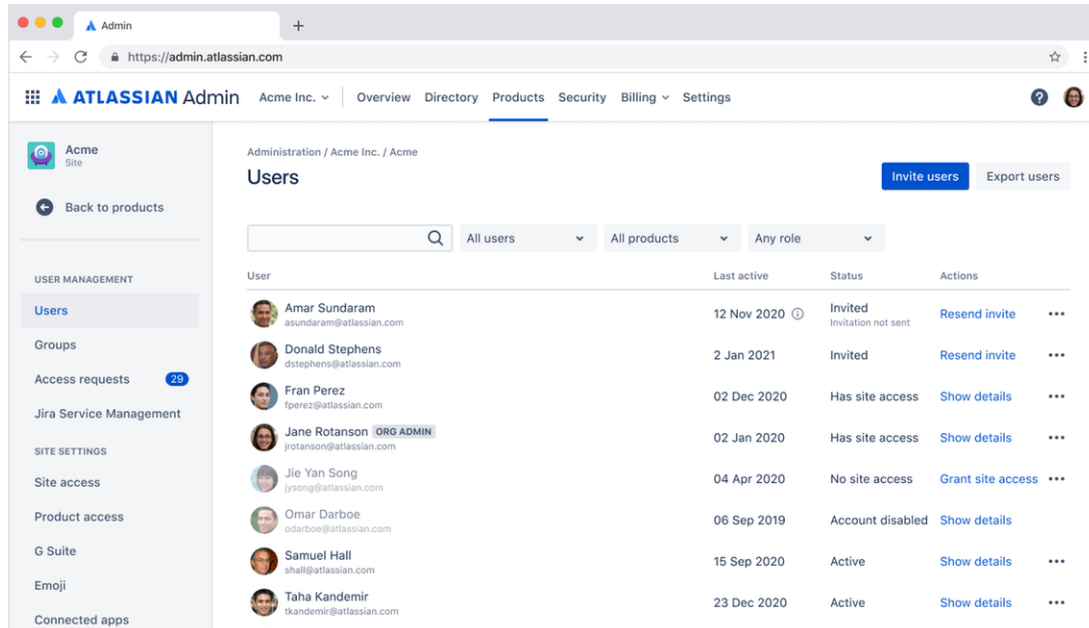 Admin
https://admin.atlassian.com
ATLASSIAN Admin Acme Inc. Overview Directory Products Security Billing Settings
Acme
Site
Back to products
USER MANAGEMENT
Users
Groups
Access requests 29
Jira Service Management
SITE SETTINGS
Site access
Product access
G Suite
Emoji
Connected apps
Administration / Acme Inc. / Acme
Users
Invite users Export users
All users All products Any role
User Last active Status Actions
Amar Sundaram
asundaram@atlassian.com
12 Nov 2020 Invited Resend invite
Invitation not sent
Donald Stephens
dstephens@atlassian.com
2 Jan 2021 Invited Resend invite
Fran Perez
fperez@atlassian.com
02 Dec 2020 Has site access Show details
Jane Rotanson ORG ADMIN
jrotanson@atlassian.com
02 Jan 2020 Has site access Show details
Jie Yan Song
jysong@atlassian.com
04 Apr 2020 No site access Grant site access
Omar Darboe
odarboe@atlassian.com
06 Sep 2019 Account disabled Show details
Samuel Hall
shall@atlassian.com
15 Sep 2020 Active Show details
Taha Kandemir
tkandemir@atlassian.com
23 Dec 2020 Active Show details